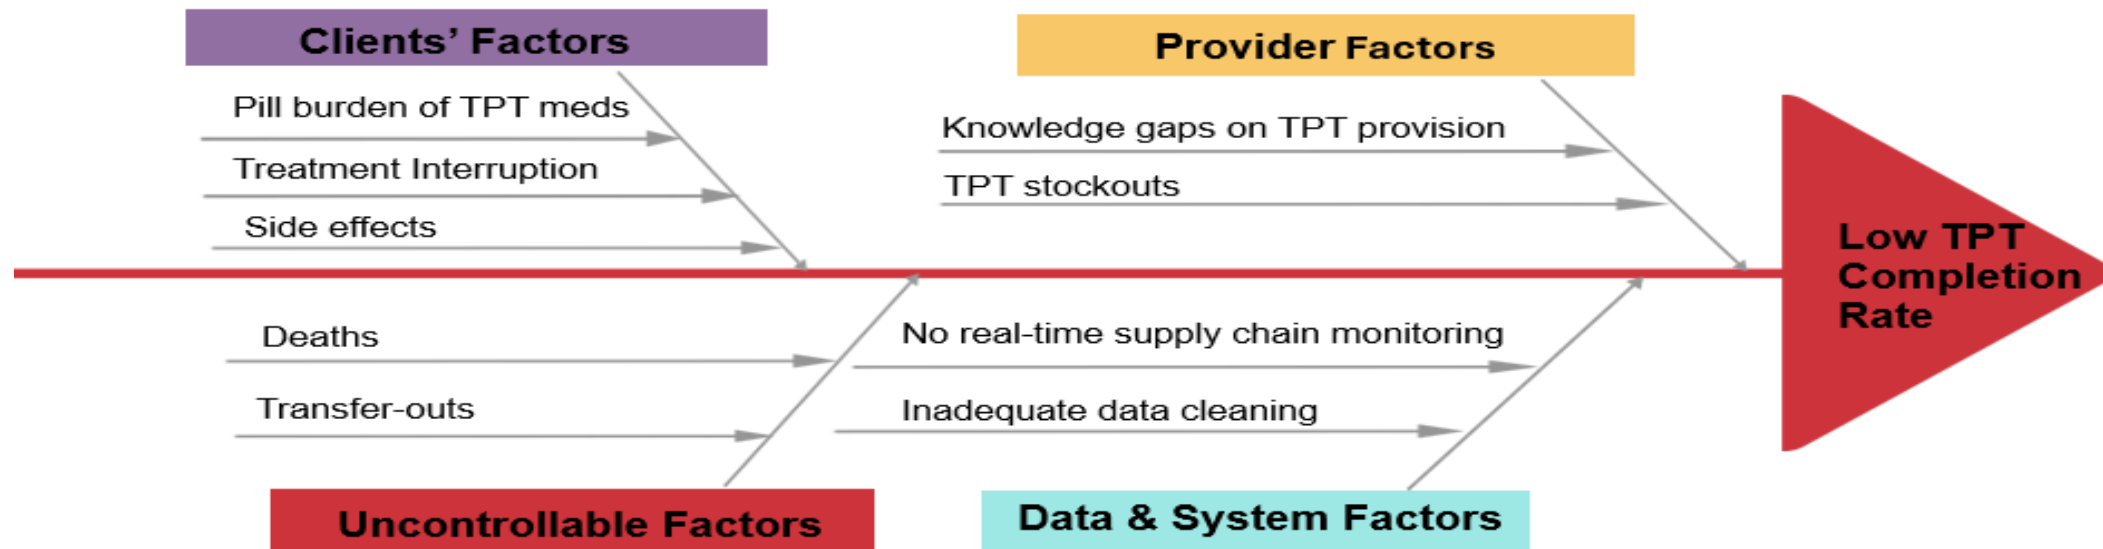 Clients’ Factors
Provider Factors
Pill burden of TPT meds
Treatment Interruption
Side effects
Knowledge gaps on TPT provision
TPT stockouts
Low TPT
Completion
Rate
Deaths
Transfer-outs
No real-time supply chain monitoring
Inadequate data cleaning
Uncontrollable Factors
Data & System Factors